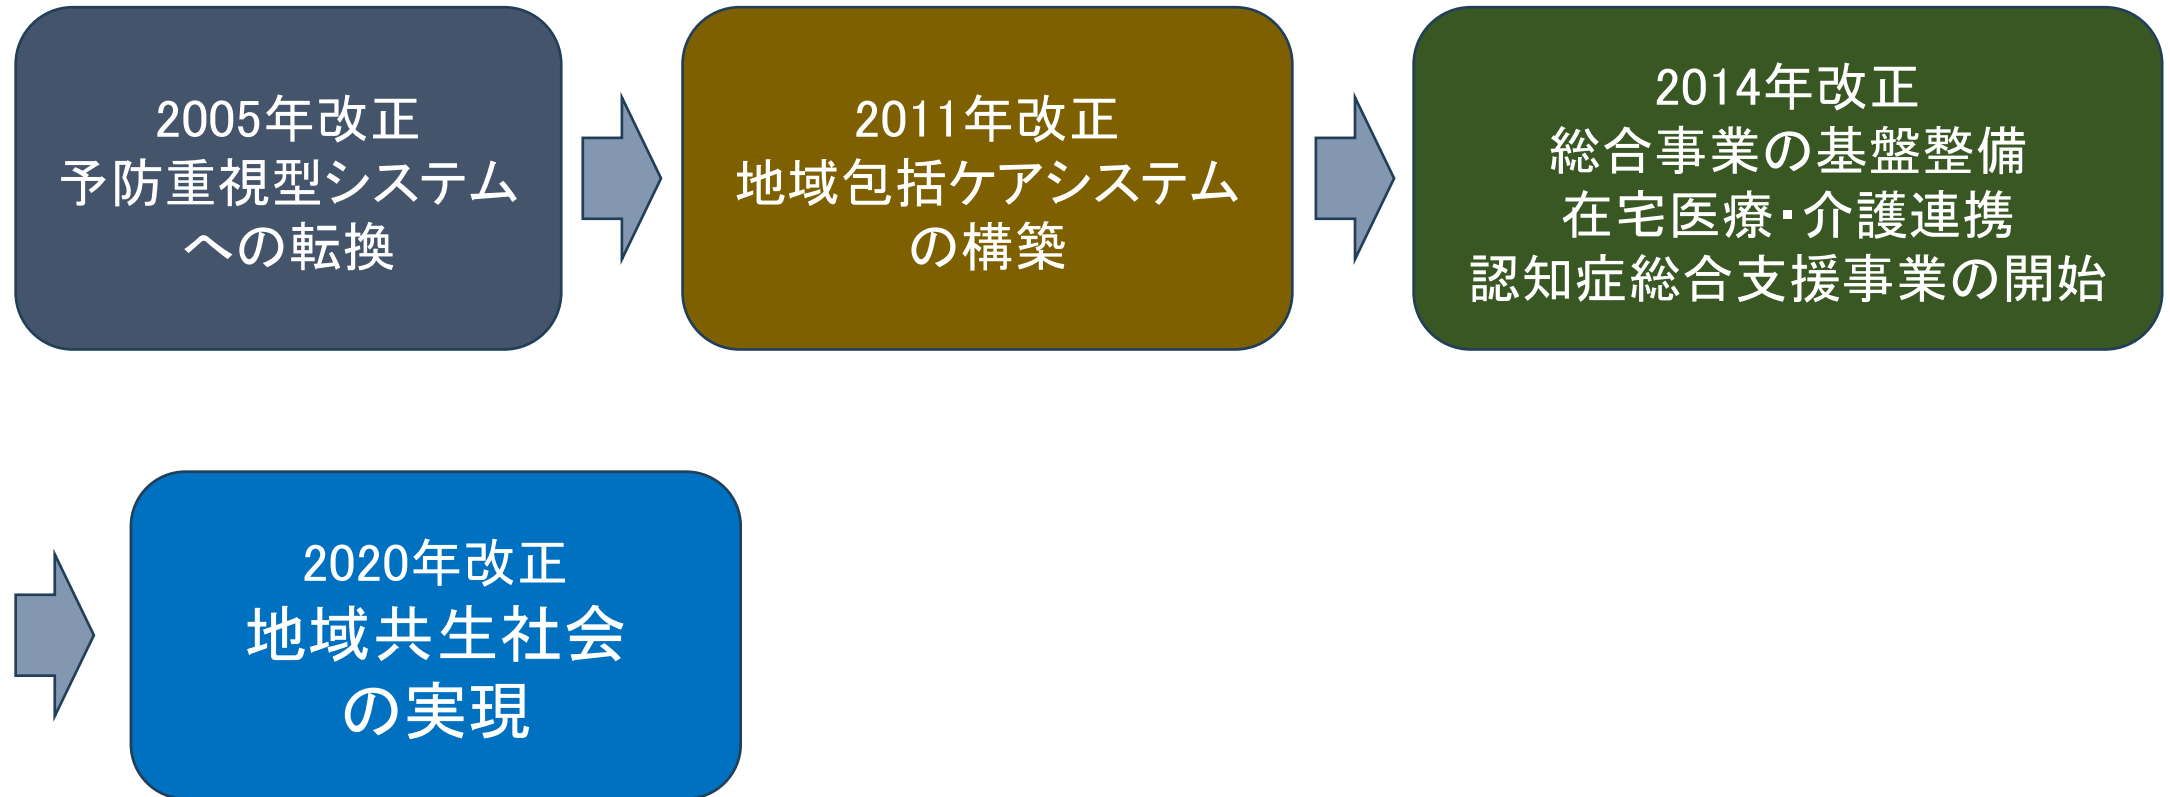 2005年改正
予防重視型システム
への転換
2011年改正
地域包括ケアシステム
の構築
2014年改正
総合事業の基盤整備
在宅医療・介護連携
認知症総合支援事業の開始
2020年改正
地域共生社会
の実現